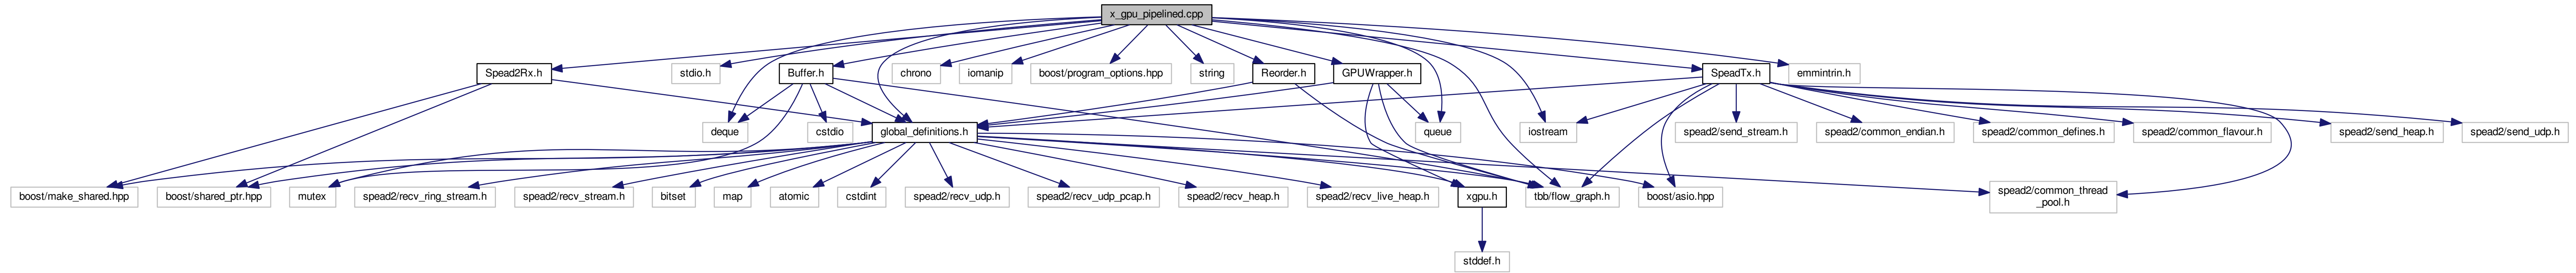 x_gpu_pipelined.cpp
Spead2Rx.h
stdio.h
Buffer.h
chrono
iomanip
boost/program_options.hpp
string
Reorder.h
GPUWrapper.h
SpeadTx.h
emmintrin.h
deque
cstdio
global_definitions.h
queue
iostream
spead2/send_stream.h
spead2/common_endian.h
spead2/common_defines.h
spead2/common_flavour.h
spead2/send_heap.h
spead2/send_udp.h
boost/make_shared.hpp
boost/shared_ptr.hpp
mutex
spead2/recv_ring_stream.h
spead2/recv_stream.h
bitset
map
atomic
cstdint
spead2/recv_udp.h
spead2/recv_udp_pcap.h
spead2/recv_heap.h
spead2/recv_live_heap.h
xgpu.h
tbb/flow_graph.h
boost/asio.hpp
spead2/common_thread
_pool.h
stddef.h